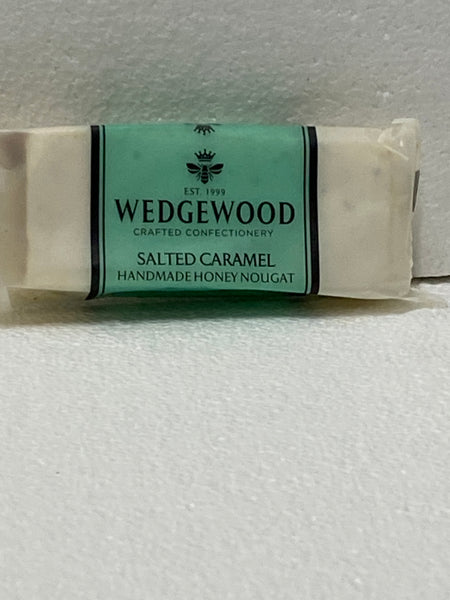 EST. 1999
WEDGEWOOD
CRAFTED CONFECTIONERY
SALTED CARAMEL
HANDMADE HONEY NOUGAT